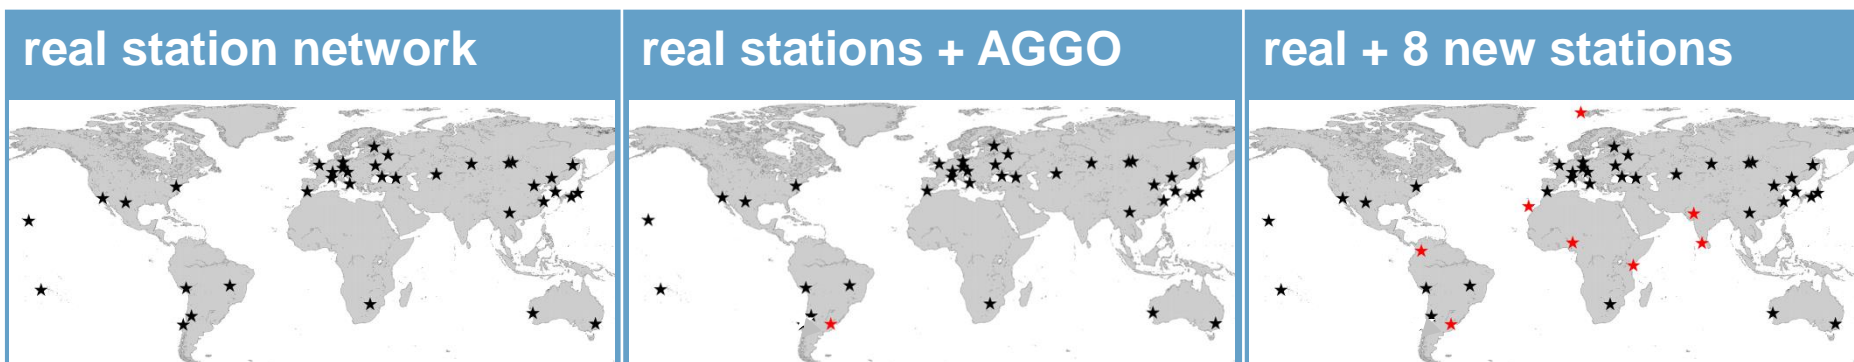 real station network
real stations + AGGO
real + 8 new stations